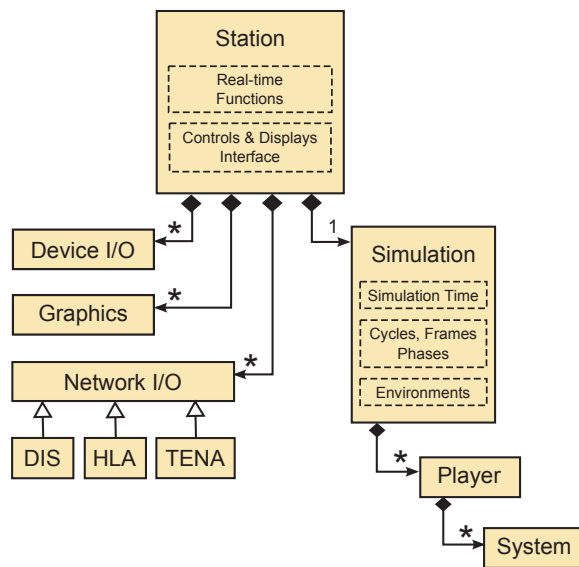 Station
Real-time
Functions
Controls & Displays
Interface
*
Device I/O
*
Graphics
*
Network I/O
DIS
HLA
TENA
1
Simulation
Simulation Time
Cycles, Frames
Phases
Environments
*
Player
*
System